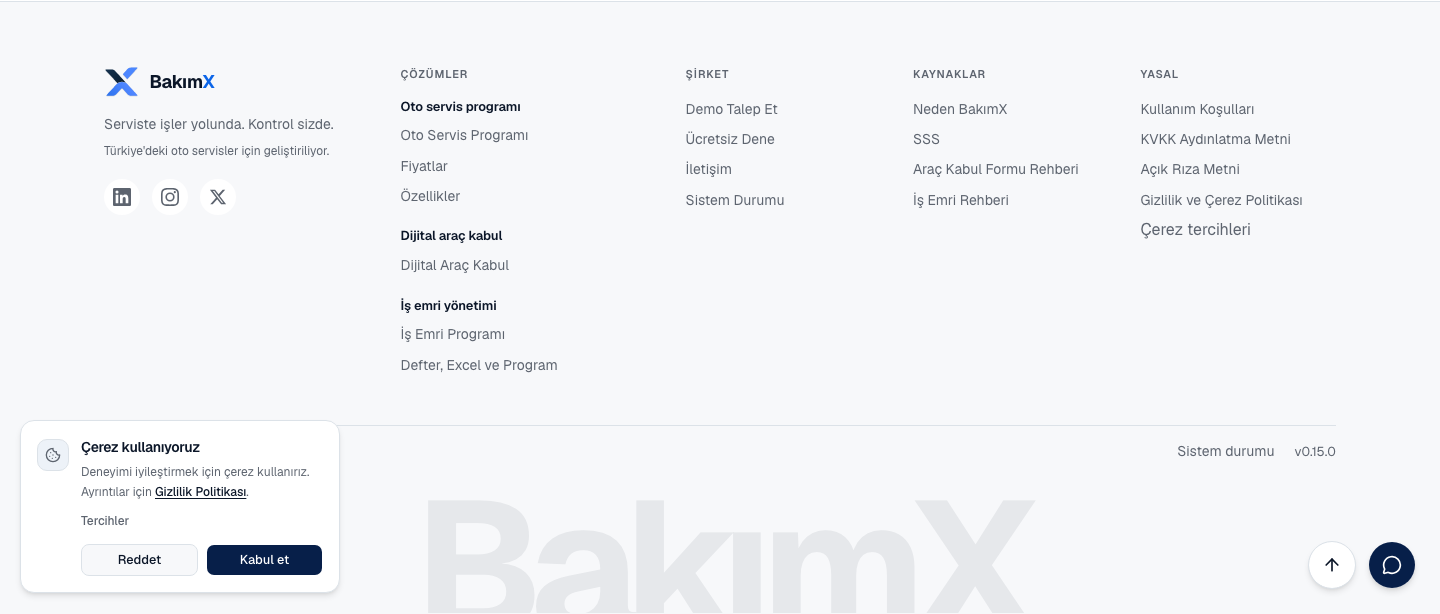 BakımX
Serviste işler yolunda. Kontrol sizde.
Türkiye'deki oto servisler için geliştiriliyor.
ÇÖZÜMLER
Oto servis programı
Oto Servis Programı
Fiyatlar
Özellikler
Dijital araç kabul
Dijital Araç Kabul
İş emri yönetimi
İş Emri Programı
Defter, Excel ve Program
ŞİRKET
Demo Talep Et
Ücretsiz Dene
İletişim
Sistem Durumu
KAYNAKLAR
Neden BakımX
SSS
Araç Kabul Formu Rehberi
İş Emri Rehberi
YASAL
Kullanım Koşulları
KVKK Aydınlatma Metni
Açık Rıza Metni
Gizlilik ve Çerez Politikası
Çerez tercihleri
Sistem durumu v0.15.0
Çerez kullanıyoruz
Deneyimi iyileştirmek için çerez kullanırız.
Ayrıntılar için Gizlilik Politikası.
Tercihler
Reddet
Kabul et
BakımX